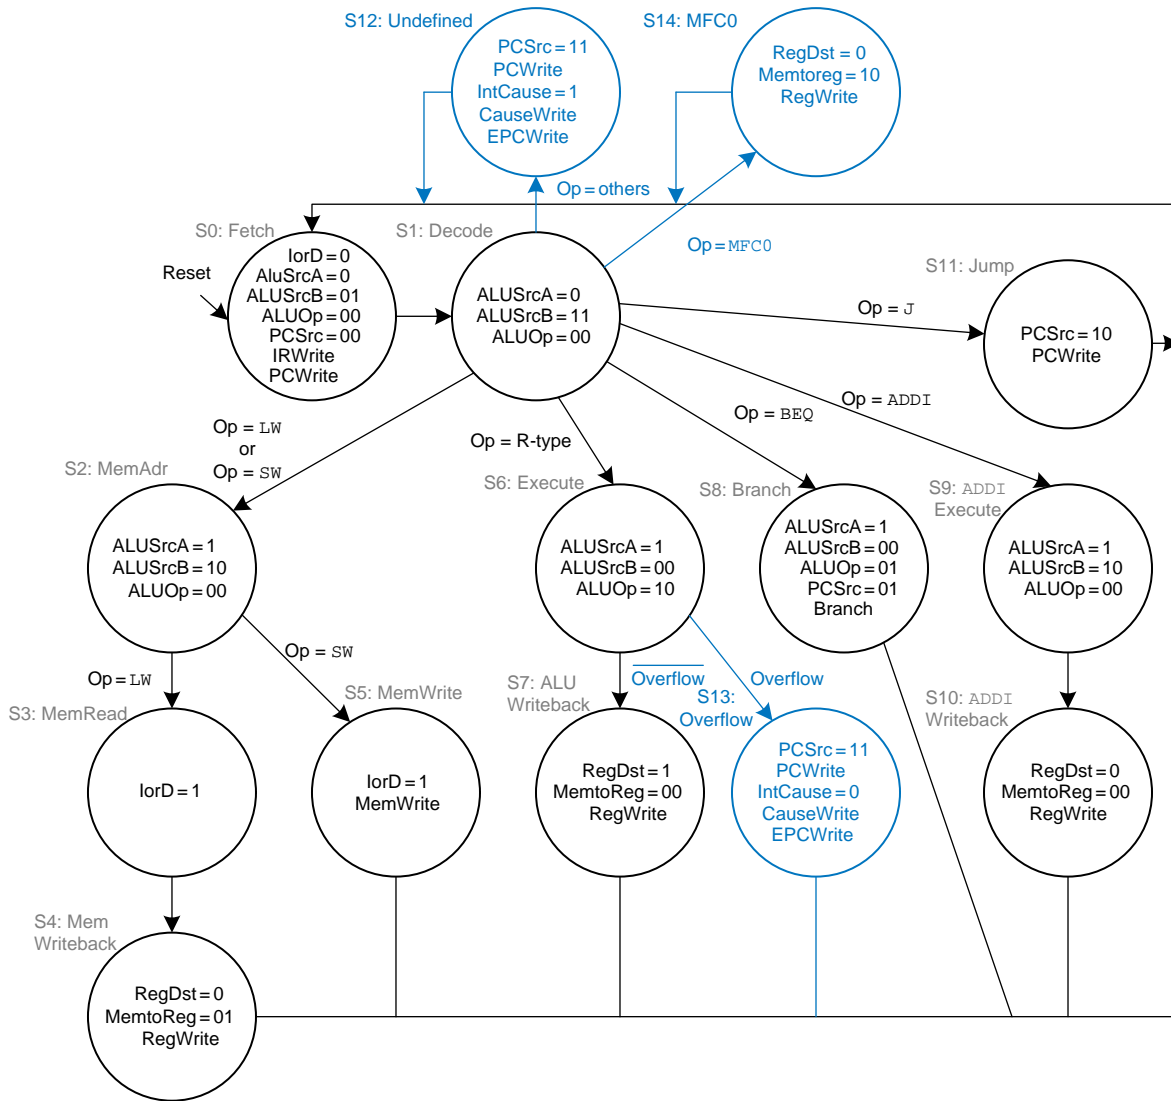 S12: Undefined
PCSrc = 11
PCWrite
IntCause = 1
CauseWrite
EPCWrite
S14: MFC0
RegDst = 0
Memtoreg = 10
RegWrite
Op = others
Op = MFC0
S0: Fetch
Reset
IorD = 0
AluSrcA = 0
ALUSrcB = 01
ALUOp = 00
PCSrc = 00
IRWrite
PCWrite
S1: Decode
ALUSrcA = 0
ALUSrcB = 11
ALUOp = 00
S11: Jump
Op = J
PCSrc = 10
PCWrite
Op = LW
or
Op = SW
Op = R-type
Op = BEQ
Op = ADDI
S2: MemAdr
ALUSrcA = 1
ALUSrcB = 10
ALUOp = 00
S6: Execute
ALUSrcA = 1
ALUSrcB = 00
ALUOp = 10
S8: Branch
ALUSrcA = 1
ALUSrcB = 00
ALUOp = 01
PCSrc = 01
Branch
S9: ADDI
Execute
ALUSrcA = 1
ALUSrcB = 10
ALUOp = 00
Op = LW
Op = SW
Overflow
Overflow
S3: MemRead
IorD = 1
S5: MemWrite
IorD = 1
MemWrite
S7: ALU
Writeback
RegDst = 1
MemtoReg = 00
RegWrite
S13:
Overflow
PCSrc = 11
PCWrite
IntCause = 0
CauseWrite
EPCWrite
S10: ADDI
Writeback
RegDst = 0
MemtoReg = 00
RegWrite
S4: Mem
Writeback
RegDst = 0
MemtoReg = 01
RegWrite